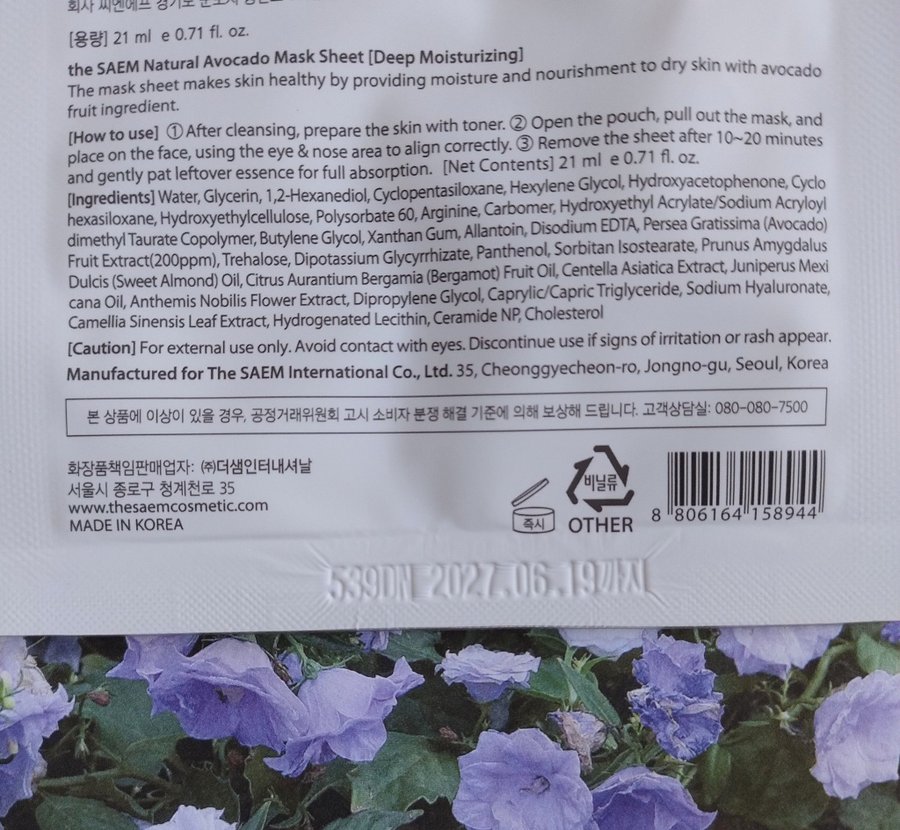 [용량] 21 ml e 0.71 fl. oz.
the SAEM Natural Avocado Mask Sheet [Deep Moisturizing]
The mask sheet makes skin healthy by providing moisture and nourishment to dry skin with avocado
fruit ingredient.
[How to use] ① After cleansing, prepare the skin with toner. ② Open the pouch, pull out the mask, and
place on the face, using the eye & nose area to align correctly. ③ Remove the sheet after 10~20 minutes
and gently pat leftover essence for full absorption. [Net Contents] 21 ml e 0.71 fl. oz.
[Ingredients] Water, Glycerin, 1,2-Hexanediol, Cyclopentasiloxane, Hexylene Glycol, Hydroxyacetophenone, Cyclo
hexasiloxane, Hydroxyethylcellulose, Polysorbate 60, Arginine, Carbomer, Hydroxyethyl Acrylate/Sodium Acryloyl
dimethyl Taurate Copolymer, Butylene Glycol, Xanthan Gum, Allantoin, Disodium EDTA, Persea Gratissima (Avocado)
Fruit Extract(200ppm), Trehalose, Dipotassium Glycyrrhizate, Panthenol, Sorbitan Isostearate, Prunus Amygdalus
Dulcis (Sweet Almond) Oil, Citrus Aurantium Bergamia (Bergamot) Fruit Oil, Centella Asiatica Extract, Juniperus Mexi
cana Oil, Anthemis Nobilis Flower Extract, Dipropylene Glycol, Caprylic/Capric Triglyceride, Sodium Hyaluronate,
Camellia Sinensis Leaf Extract, Hydrogenated Lecithin, Ceramide NP, Cholesterol
[Caution] For external use only. Avoid contact with eyes. Discontinue use if signs of irritation or rash appear.
Manufactured for The SAEM International Co., Ltd. 35, Cheonggyecheon-ro, Jongno-gu, Seoul, Korea
본 상품에 이상이 있을 경우, 공정거래위원회 고시 소비자 분쟁 해결 기준에 의해 보상해 드립니다. 고객상담실: 080-080-7500
화장품책임판매업자: ㈜더샘인터내셔날
서울시 종로구 청계천로 35
www.thesaemcosmetic.com
MADE IN KOREA
즉시
비닐류
OTHER
8 806164 158944
539DN 2027.06.19까지